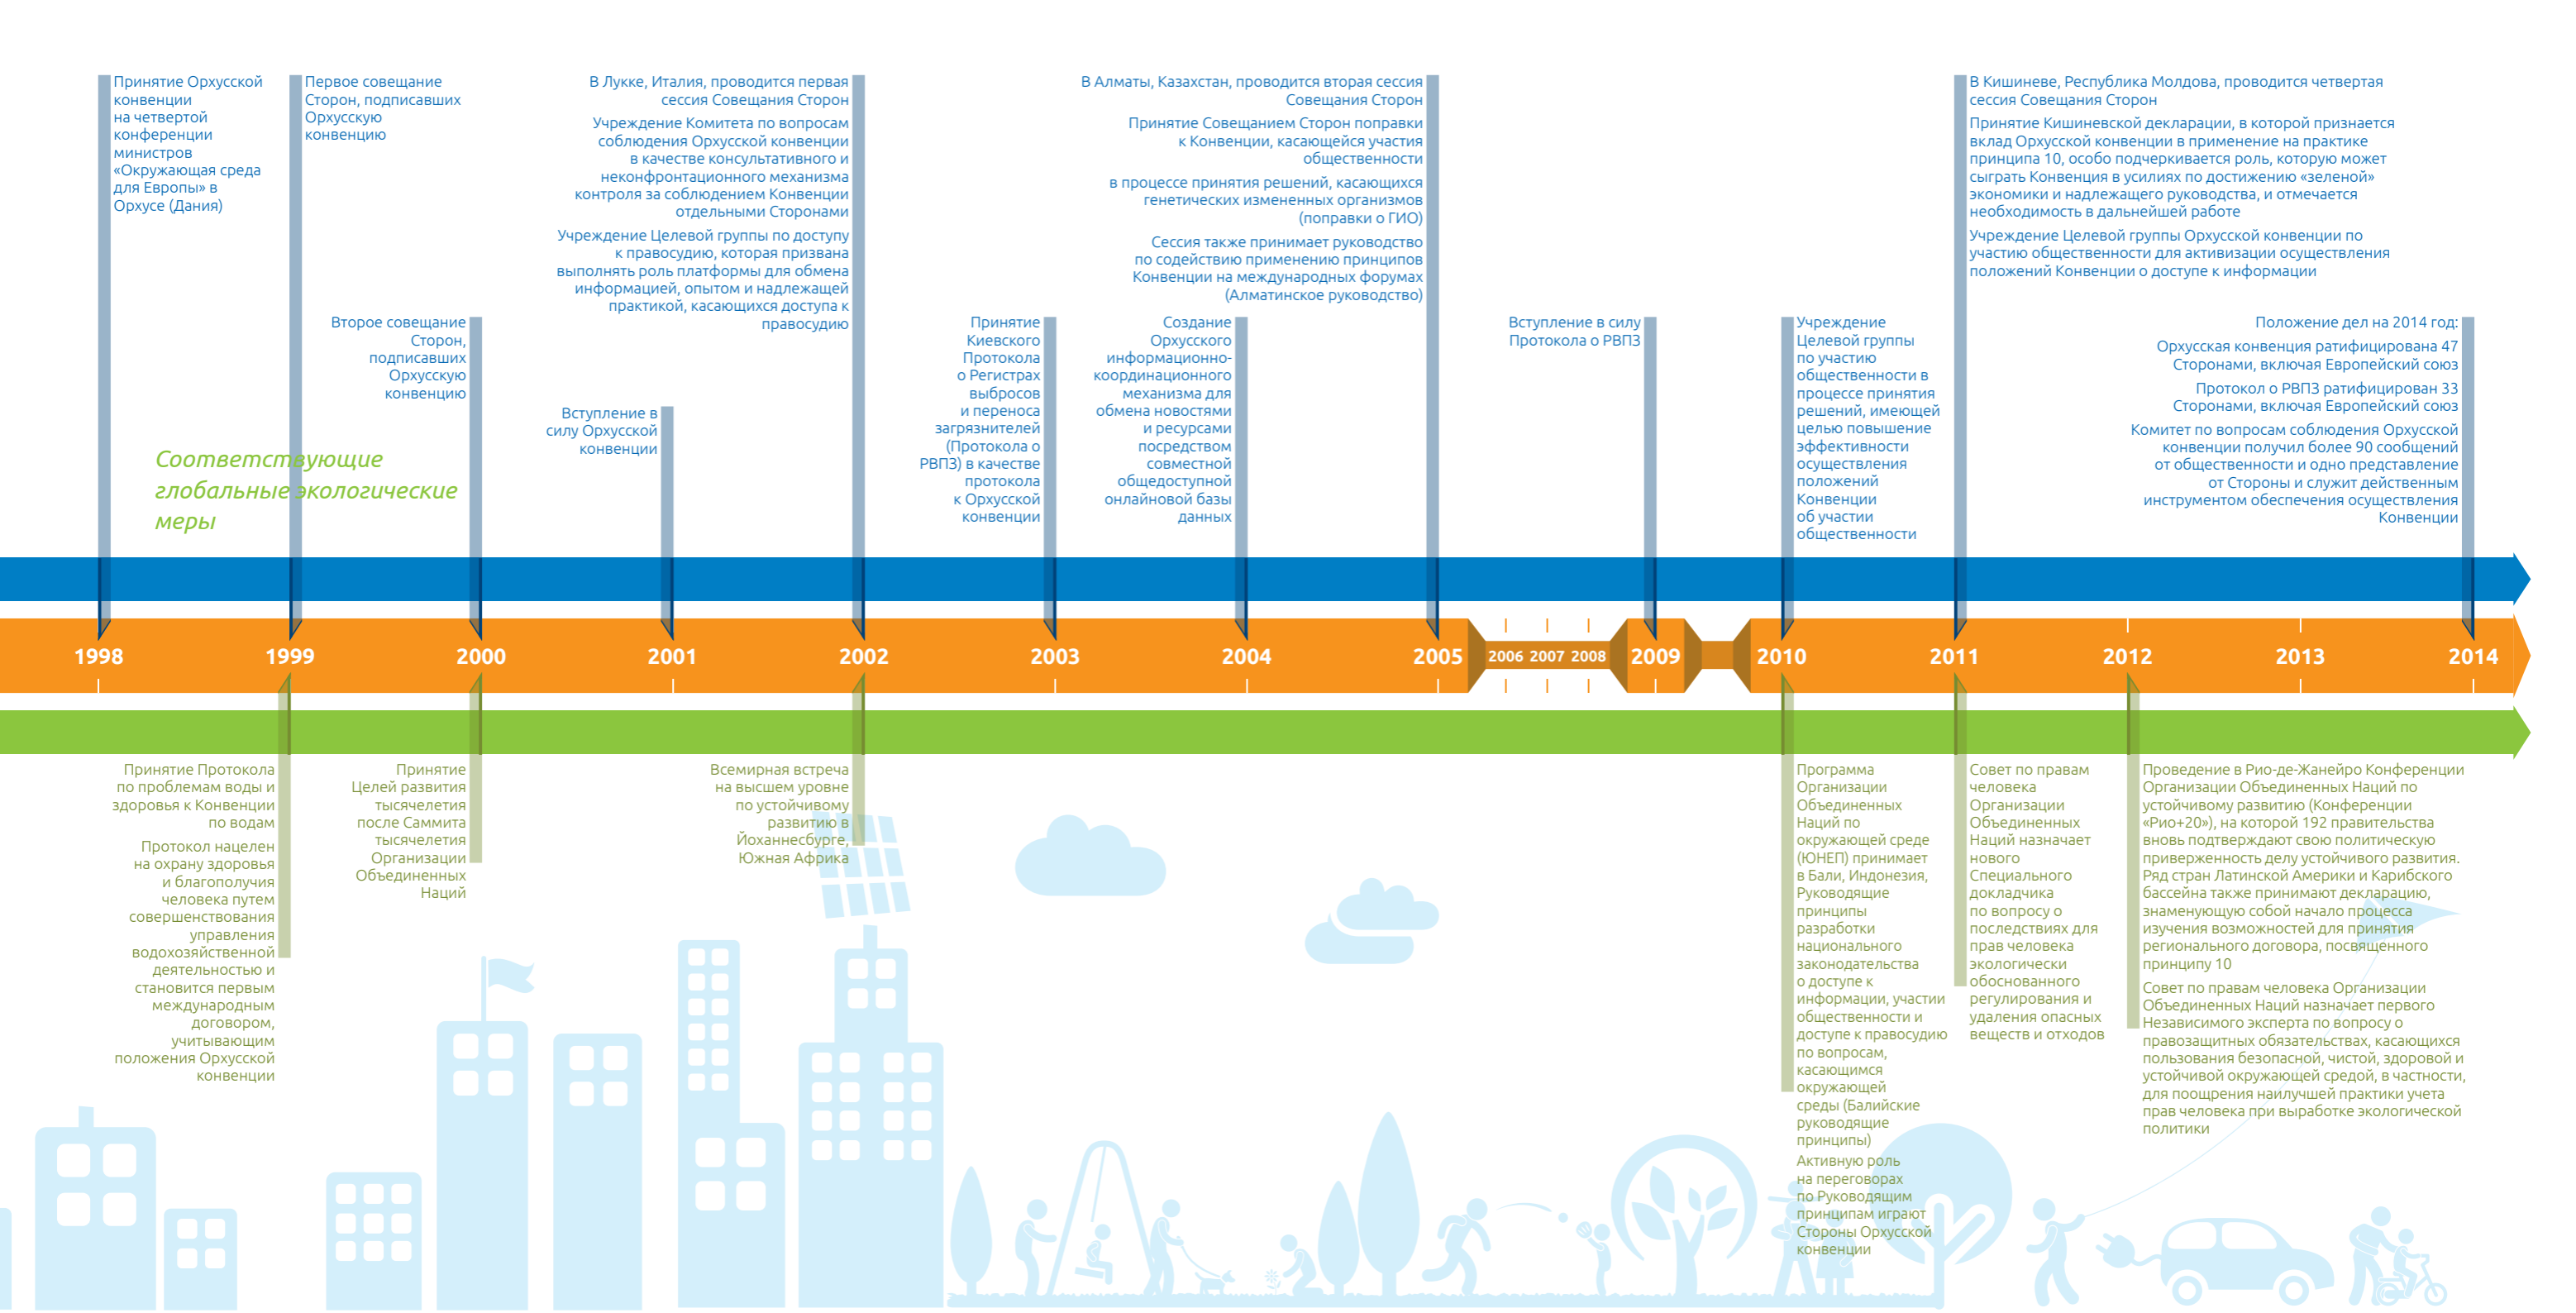 Принятие Орхусской
конвенции
на четвертой
конференции
министров
«Окружающая среда
для Европы» в
Орхусе (Дания)
Первое совещание
Сторон, подписавших
Орхусскую
конвенцию
Второе совещание
Сторон,
подписавших
Орхусскую
конвенцию
Вступление в
силу Орхусской
конвенции
В Лукке, Италия, проводится первая
сессия Совещания Сторон
Учреждение Комитета по вопросам
соблюдения Орхусской конвенции
в качестве консультативного и
неконфронтационного механизма
контроля за соблюдением Конвенции
отдельными Сторонами
Учреждение Целевой группы по доступу
к правосудию, которая призвана
выполнять роль платформы для обмена
информацией, опытом и надлежащей
практикой, касающихся доступа к
правосудию
Принятие
Киевского
Протокола
о Регистрах
выбросов
и переноса
загрязнителей
(Протокола о
РВПЗ) в качестве
протокола
к Орхусской
конвенции
Создание
Орхусского
информационно-
координационного
механизма для
обмена новостями
и ресурсами
посредством
совместной
общедоступной
онлайновой базы
данных
В Алматы, Казахстан, проводится вторая сессия
Совещания Сторон
Принятие Совещанием Сторон поправки
к Конвенции, касающейся участия
общественности
в процессе принятия решений, касающихся
генетических измененных организмов
(поправки о ГИО)
Сессия также принимает руководство
по содействию применению принципов
Конвенции на международных форумах
(Алматинское руководство)
Вступление в силу
Протокола о РВПЗ
Учреждение
Целевой группы
по участию
общественности в
процессе принятия
решений, имеющей
целью повышение
эффективности
осуществления
положений
Конвенции
об участии
общественности
В Кишиневе, Республика Молдова, проводится четвертая
сессия Совещания Сторон
Принятие Кишиневской декларации, в которой признается
вклад Орхусской конвенции в применение на практике
принципа 10, особо подчеркивается роль, которую может
сыграть Конвенция в усилиях по достижению «зеленой»
экономики и надлежащего руководства, и отмечается
необходимость в дальнейшей работе
Учреждение Целевой группы Орхусской конвенции по
участию общественности для активизации осуществления
положений Конвенции о доступе к информации
Положение дел на 2014 год:
Орхусская конвенция ратифицирована 47
Сторонами, включая Европейский союз
Протокол о РВПЗ ратифицирован 33
Сторонами, включая Европейский союз
Комитет по вопросам соблюдения Орхусской
конвенции получил более 90 сообщений
от общественности и одно представление
от Стороны и служит действенным
инструментом обеспечения осуществления
Конвенции
Соответствующие
глобальные экологические
меры
1998 1999 2000 2001 2002 2003 2004 2005 2006 2007 2008 2009 2010 2011 2012 2013 2014
Принятие Протокола
по проблемам воды и
здоровья к Конвенции
по водам
Протокол нацелен
на охрану здоровья
и благополучия
человека путем
совершенствования
управления
водохозяйственной
деятельностью и
становится первым
международным
договором,
учитывающим
положения Орхусской
конвенции
Принятие
Целей развития
тысячелетия
после Саммита
тысячелетия
Организации
Объединенных
Наций
Всемирная встреча
на высшем уровне
по устойчивому
развитию в
Йоханнесбурге,
Южная Африка
Программа
Организации
Объединенных
Наций по
окружающей среде
(ЮНЕП) принимает
в Бали, Индонезия,
Руководящие
принципы
разработки
национального
законодательства
о доступе к
информации, участии
общественности и
доступе к правосудию
по вопросам,
касающимся
окружающей
среды (Балийские
руководящие
принципы)
Активную роль
на переговорах
по Руководящим
принципам играют
Стороны Орхусской
конвенции
Совет по правам
человека
Организации
Объединенных
Наций назначает
нового
Специального
докладчика
по вопросу о
последствиях для
прав человека
экологически
обоснованного
регулирования и
удаления опасных
веществ и отходов
Проведение в Рио-де-Жанейро Конференции
Организации Объединенных Наций по
устойчивому развитию (Конференции
«Рио+20»), на которой 192 правительства
вновь подтверждают свою политическую
приверженность делу устойчивого развития.
Ряд стран Латинской Америки и Карибского
бассейна также принимают декларацию,
знаменующую собой начало процесса
изучения возможностей для принятия
регионального договора, посвященного
принципу 10
Совет по правам человека Организации
Объединенных Наций назначает первого
Независимого эксперта по вопросу о
правозащитных обязательствах, касающихся
пользования безопасной, чистой, здоровой и
устойчивой окружающей средой, в частности,
для поощрения наилучшей практики учета
прав человека при выработке экологической
политики